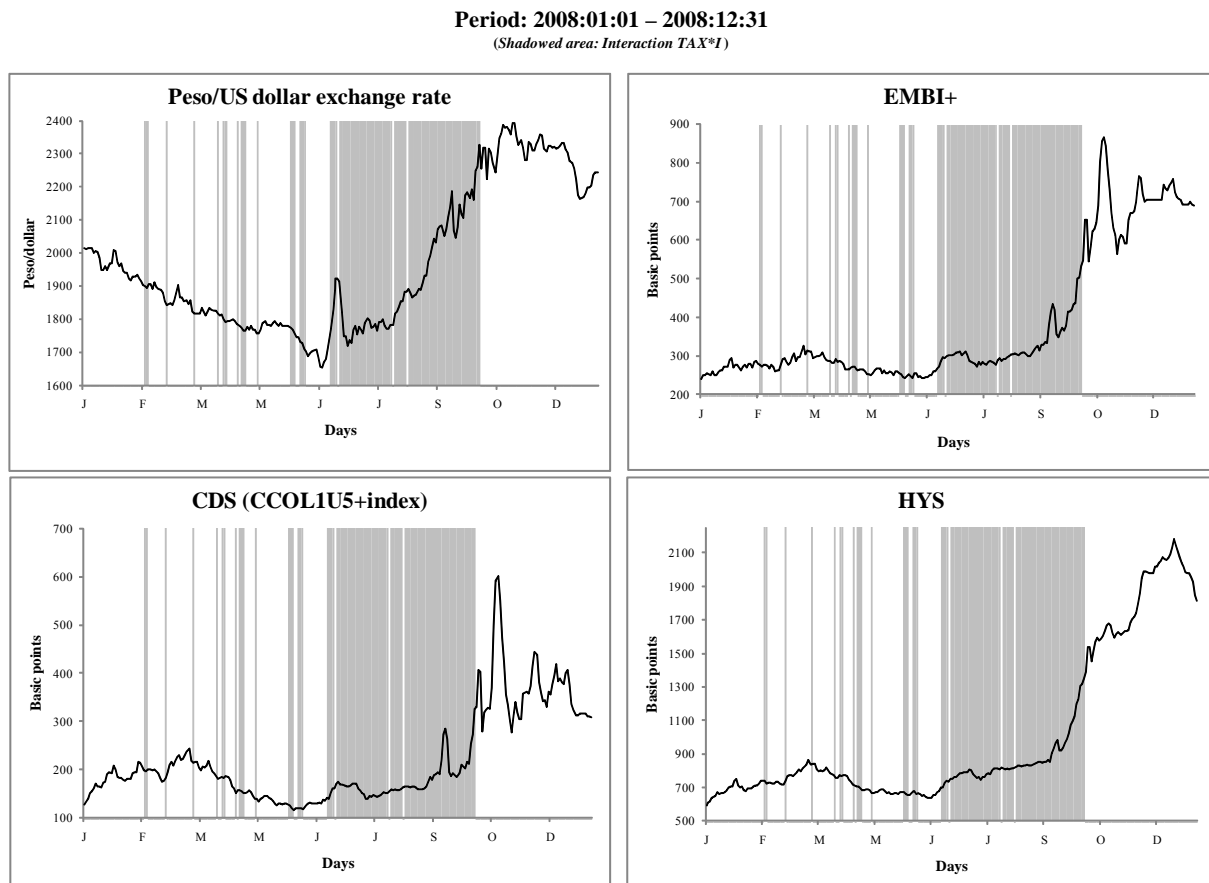 Period: 2008:01:01 – 2008:12:31
(Shadowed area: Interaction TAX*I )
Peso/US dollar exchange rate
2400
2300
2200
2100
2000
1900
1800
1700
1600
Peso/dollar
J F M M J J S O D
Days
EMBI+
900
800
700
600
500
400
300
200
Basic points
J F M M J J S O D
Days
CDS (CCOL1U5+index)
700
600
500
400
300
200
100
Basic points
J F M M J J S O D
Days
HYS
2100
1900
1700
1500
1300
1100
900
700
500
Basic points
J F M M J J S O D
Days